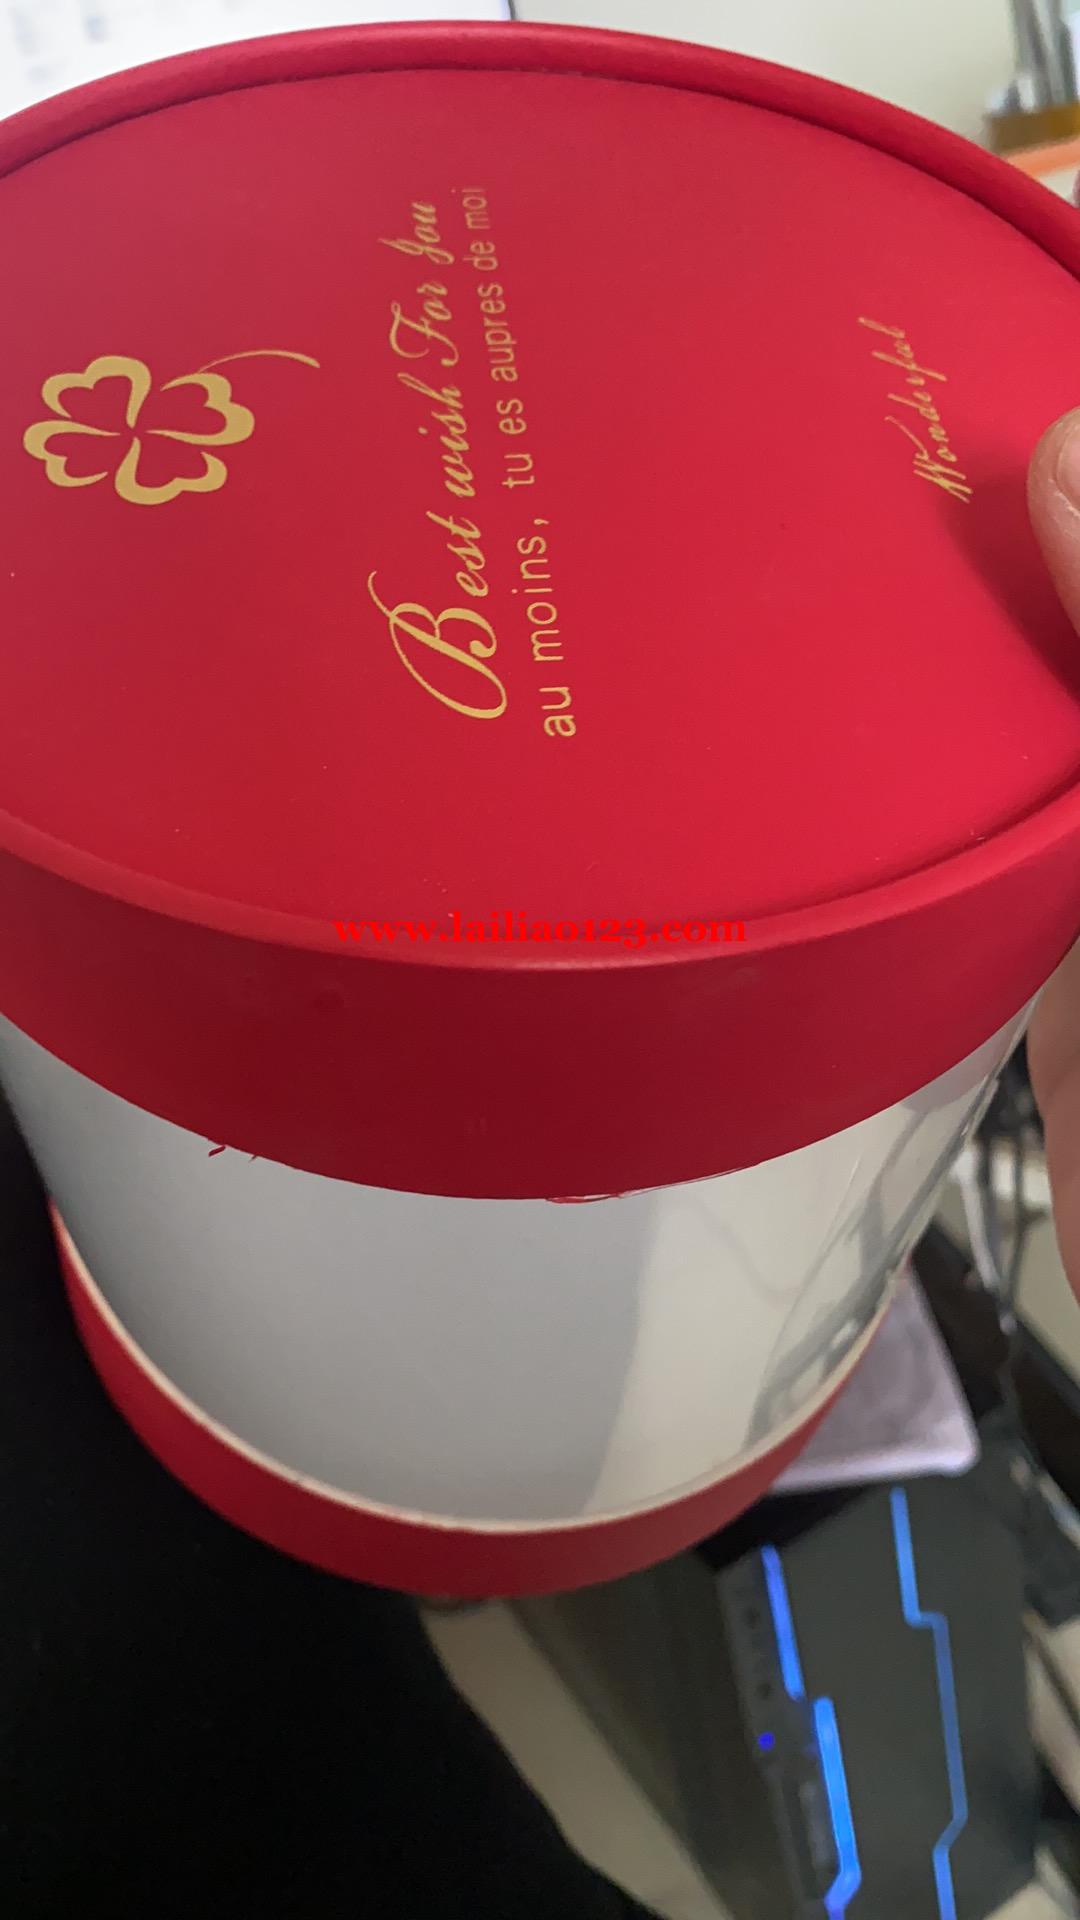 Best wish For You
au moins, tu es aupres de moi
Wonderful
www.lailiao123.com